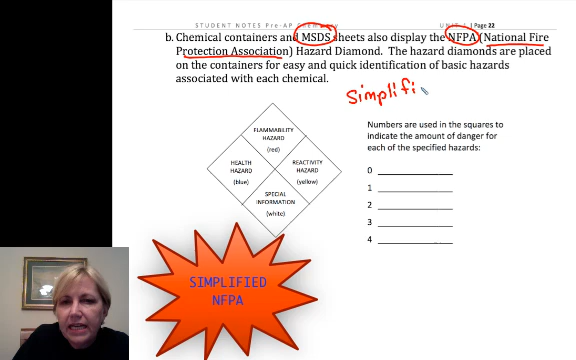 STUDENT NOTES Pre-AP Chemistry UNIT 1 | Page 22
b. Chemical containers and MSDS sheets also display the NFPA (National Fire
Protection Association) Hazard Diamond. The hazard diamonds are placed
on the containers for easy and quick identification of basic hazards
associated with each chemical.
Simplifi
FLAMMABILITY
HAZARD
(red)
HEALTH
HAZARD
(blue)
REACTIVITY
HAZARD
(yellow)
SPECIAL
INFORMATION
(white)
Numbers are used in the squares to
indicate the amount of danger for
each of the specified hazards:
0
1
2
3
4
SIMPLIFIED
NFPA